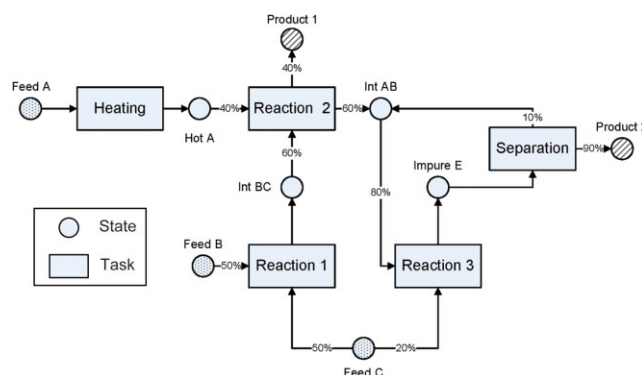 Product 1
40%
Feed A
Heating
Hot A
40%
Reaction 2
60%
Int AB
10%
Separation
90%
Product 2
60%
Int BC
80%
Impure E
State
Task
Feed B
50%
Reaction 1
Reaction 3
50%
20%
Feed C